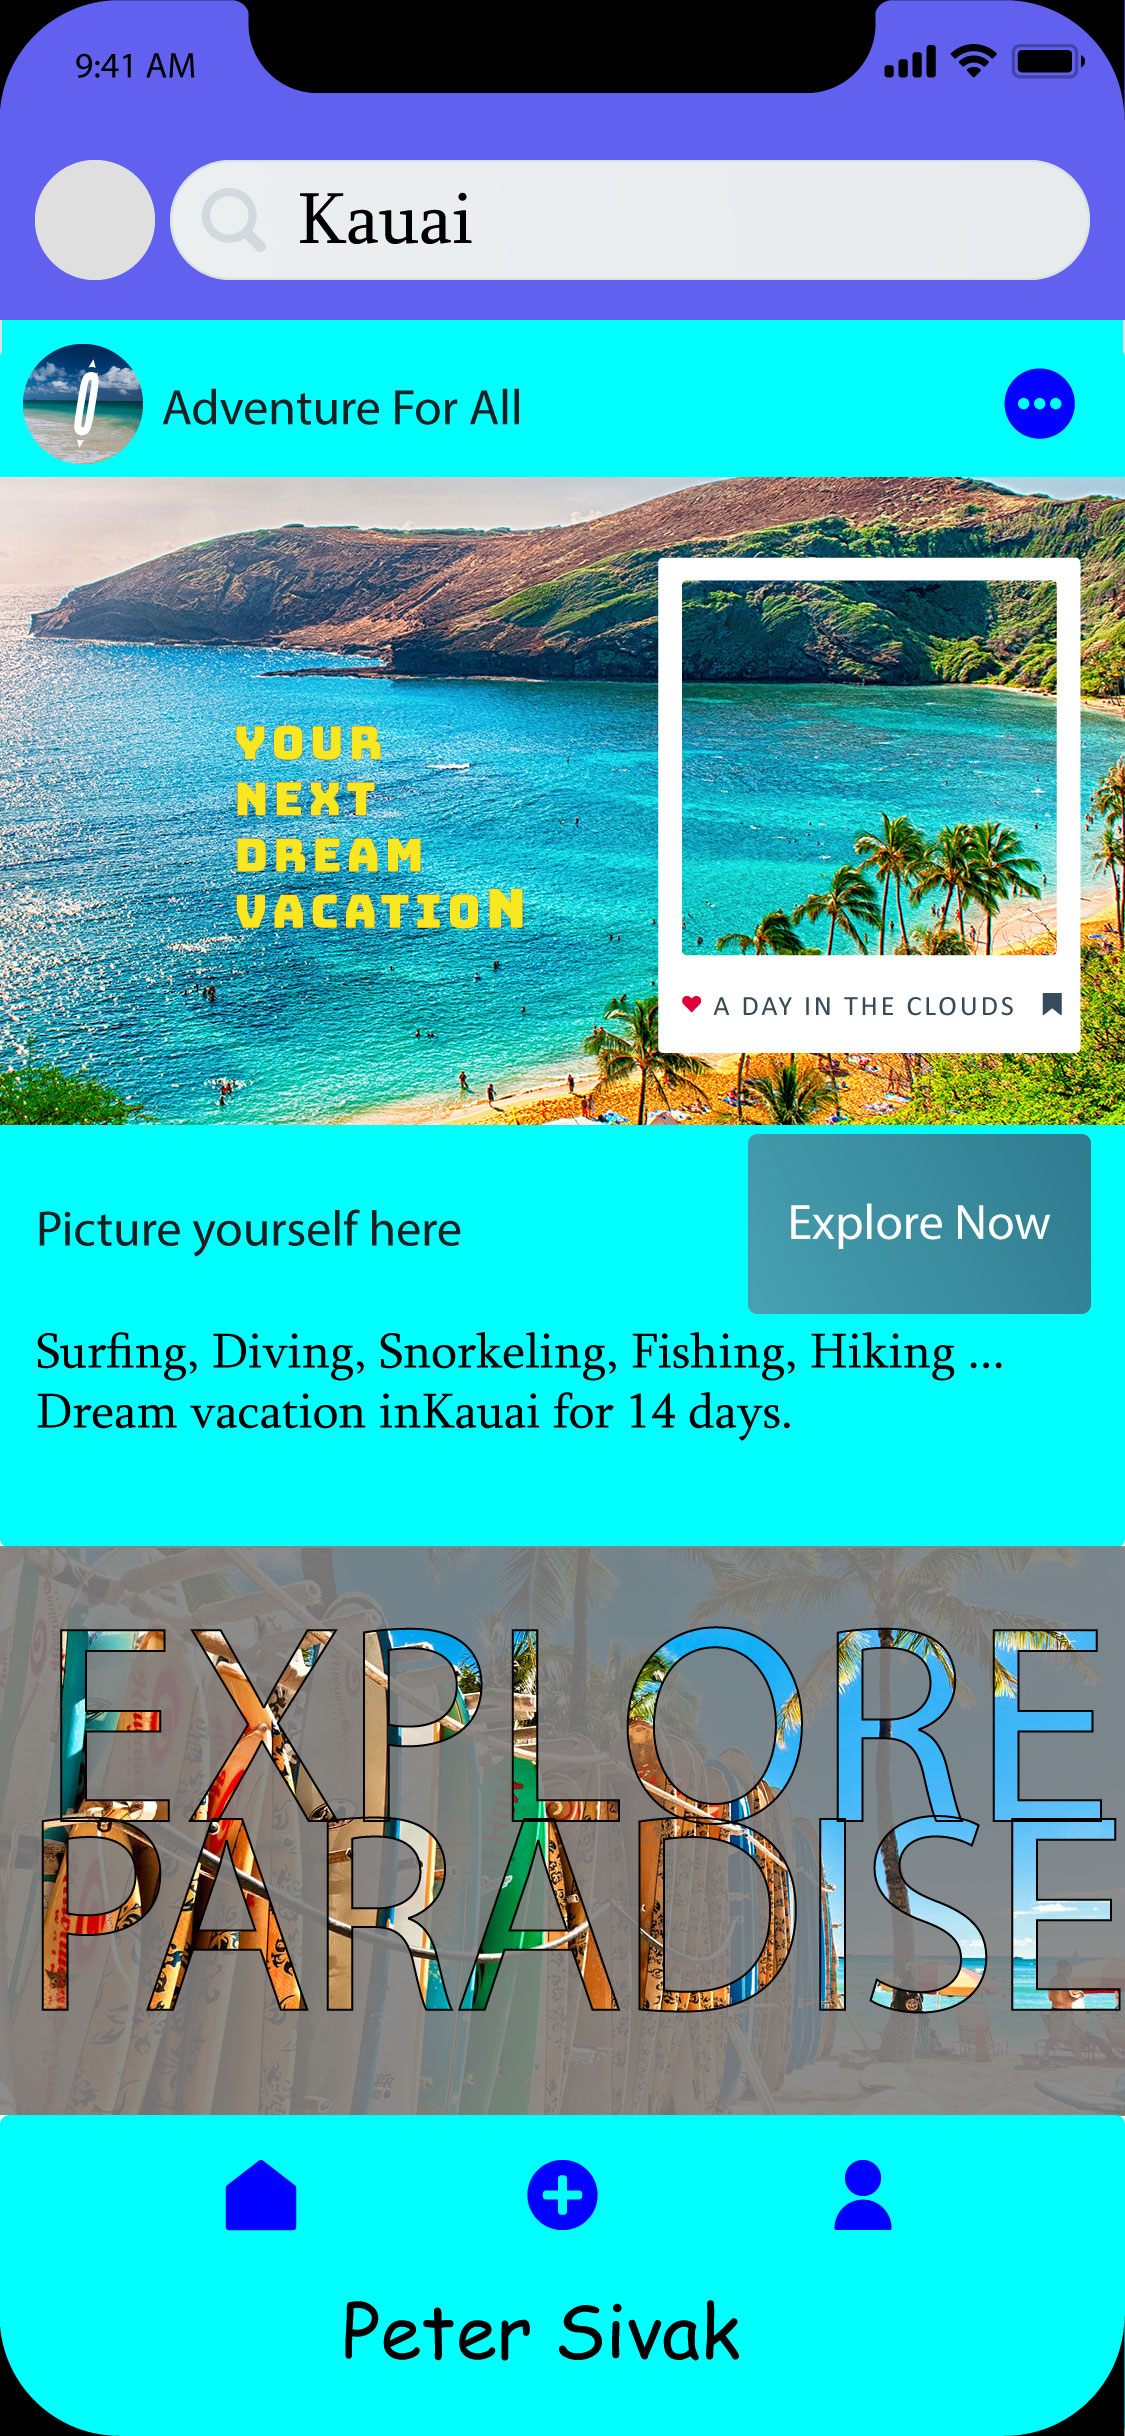 9:41 AM
Kauai
Adventure For All
YOUR
NEXT
DREAM
VACATION
A DAY IN THE CLOUDS
Picture yourself here
Explore Now
Surfing, Diving, Snorkeling, Fishing, Hiking ...
Dream vacation inKauai for 14 days.
EXPLORE
PARADISE
Peter Sivak